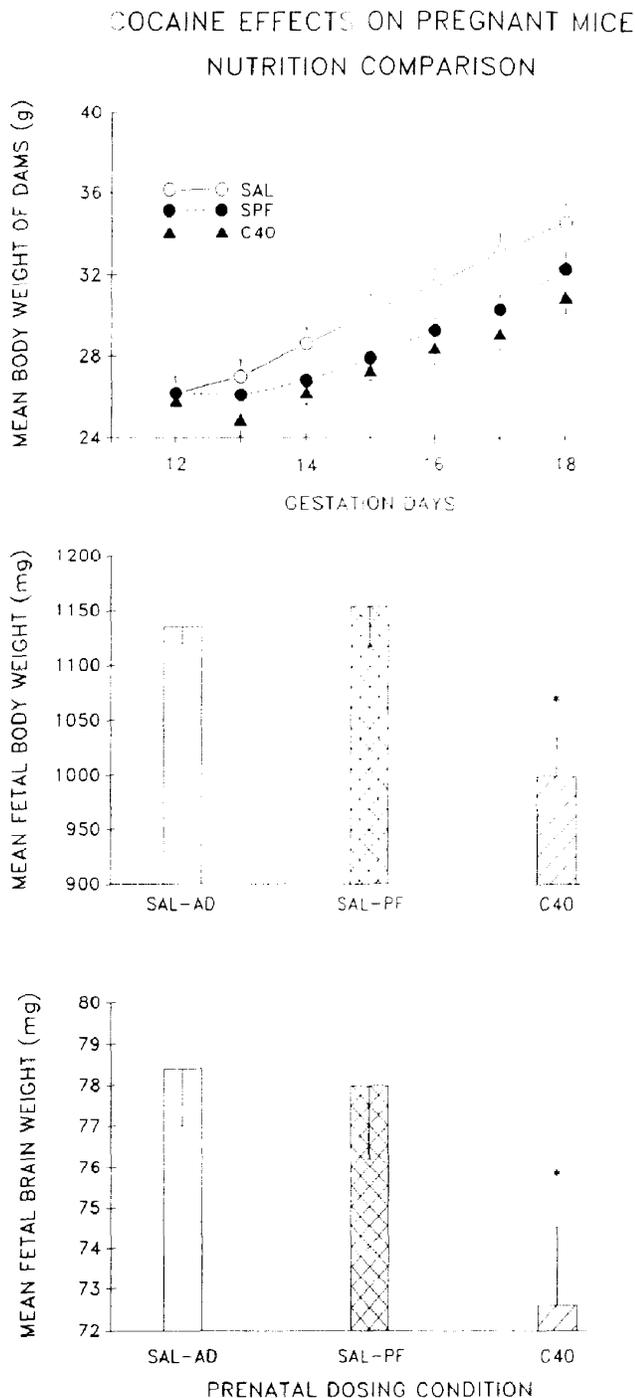 COCAINE EFFECTS ON PREGNANT MICE
NUTRITION COMPARISON
MEAN BODY WEIGHT OF DAMS (g)
40
36
32
28
24
SAL
SPF
C40
12
14
16
18
GESTATION DAYS
MEAN FETAL BODY WEIGHT (mg)
1200
1150
1100
1050
1000
950
900
*
SAL-AD
SAL-PF
C40
MEAN FETAL BRAIN WEIGHT (mg)
80
79
78
77
76
75
74
73
72
*
SAL-AD
SAL-PF
C40
PRENATAL DOSING CONDITION